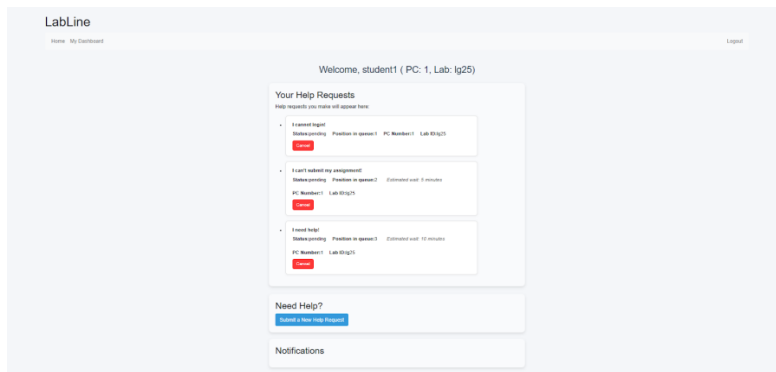 LabLine
Home My Dashboard Logout
Welcome, student1 ( PC: 1, Lab: lg25)
Your Help Requests
Help requests you make will appear here:
I cannot login!
Status:pending Position in queue:1 PC Number:1 Lab ID:lg25
Cancel
I can't submit my assignment!
Status:pending Position in queue:2 Estimated wait: 5 minutes
PC Number:1 Lab ID:lg25
Cancel
I need help!
Status:pending Position in queue:3 Estimated wait: 10 minutes
PC Number:1 Lab ID:lg25
Cancel
Need Help?
Submit a New Help Request
Notifications